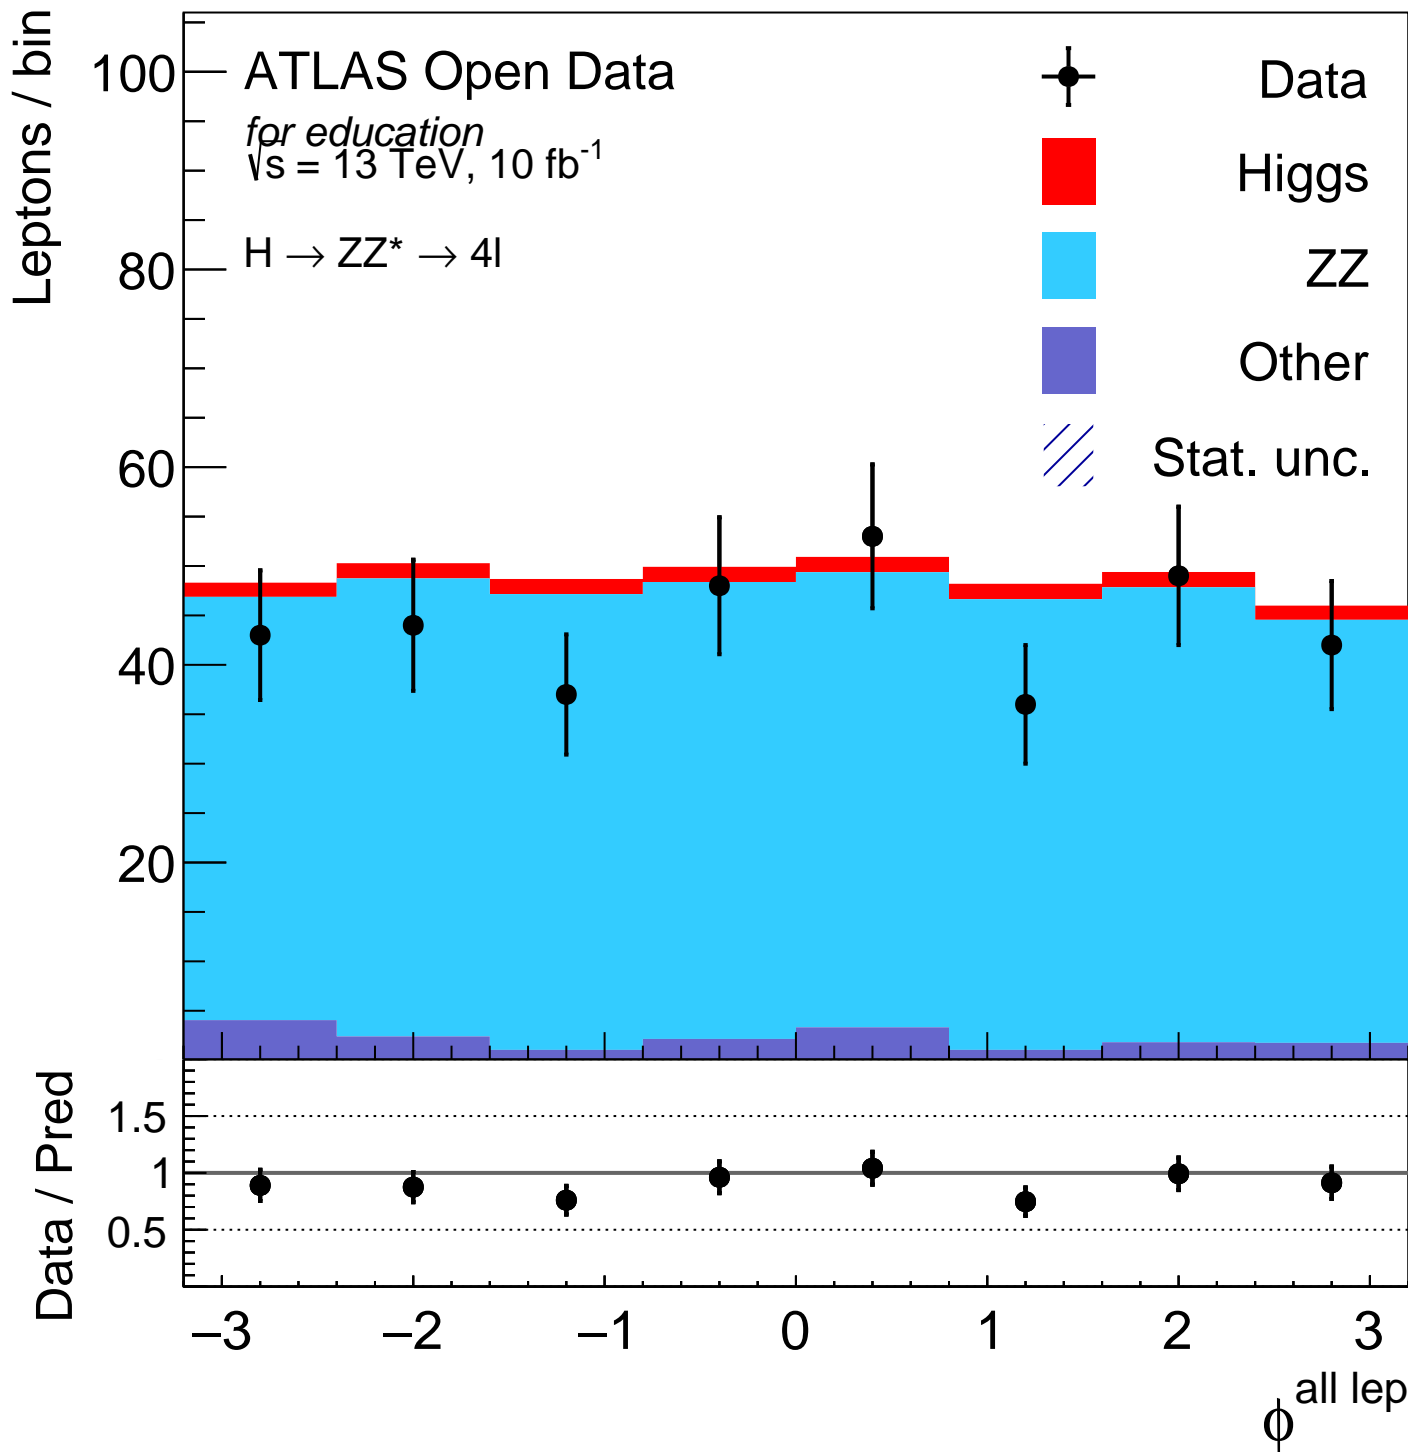 Leptons / bin
100
80
60
40
20
ATLAS Open Data
for education
√s = 13 TeV, 10 fb⁻¹
H → ZZ* → 4l
Data
Higgs
ZZ
Other
Stat. unc.
Data / Pred
1.5
1
0.5
−3 −2 −1 0 1 2 3
ϕ^all lep